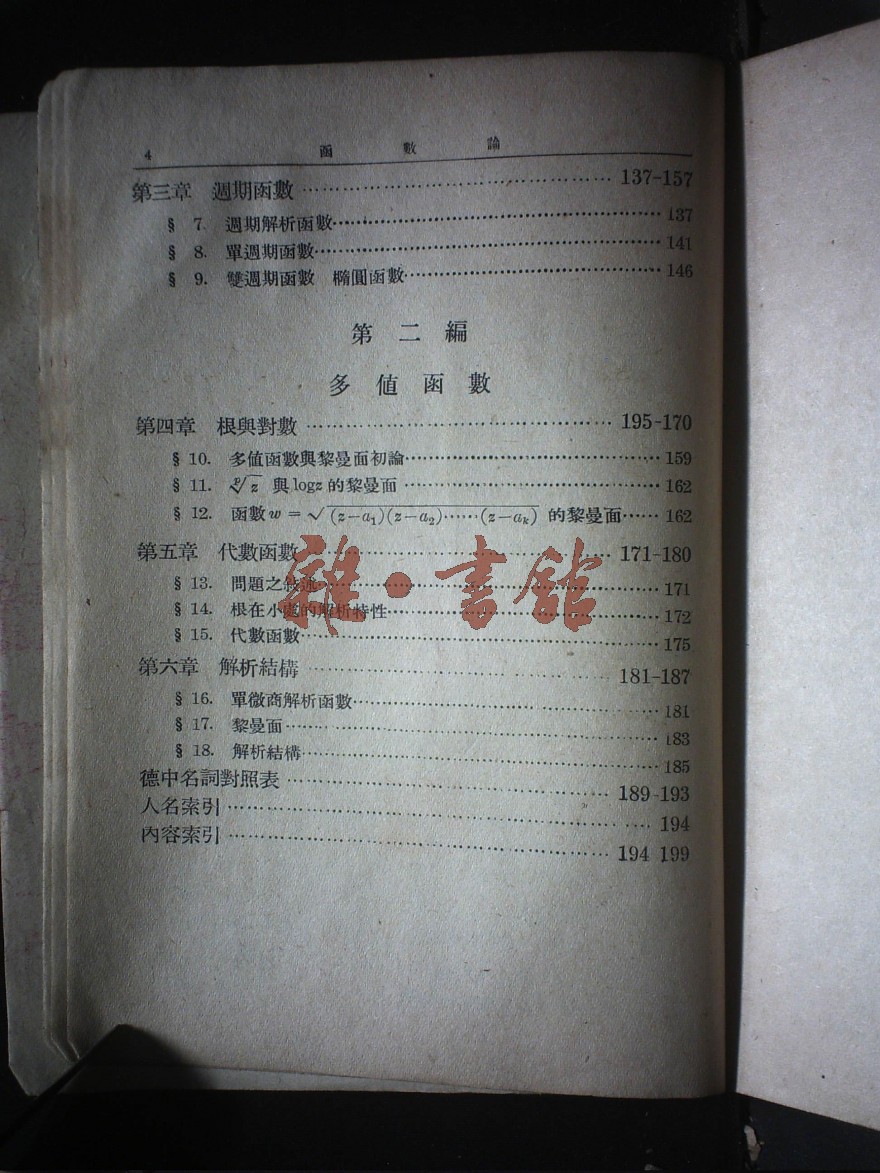 4 函 數 論
第三章 週期函數 137-157
§ 7. 週期解析函數 137
§ 8. 單週期函數 141
§ 9. 雙週期函數 橢圓函數 146
第 二 編
多 値 函 數
第四章 根與對數 195-170
§ 10. 多値函數與黎曼面初論 159
§ 11. ᵖ√z 與 logz 的黎曼面 162
§ 12. 函數 w = √(z-a₁)(z-a₂)……(z-aₖ) 的黎曼面 162
第五章 代數函數 171-180
§ 13. 問題之敘述 171
§ 14. 根在小處的解析特性 172
§ 15. 代數函數 175
第六章 解析結構 181-187
§ 16. 單微商解析函數 181
§ 17. 黎曼面 183
§ 18. 解析結構 185
德中名詞對照表 189-193
人名索引 194
內容索引 194 199
雜·書館